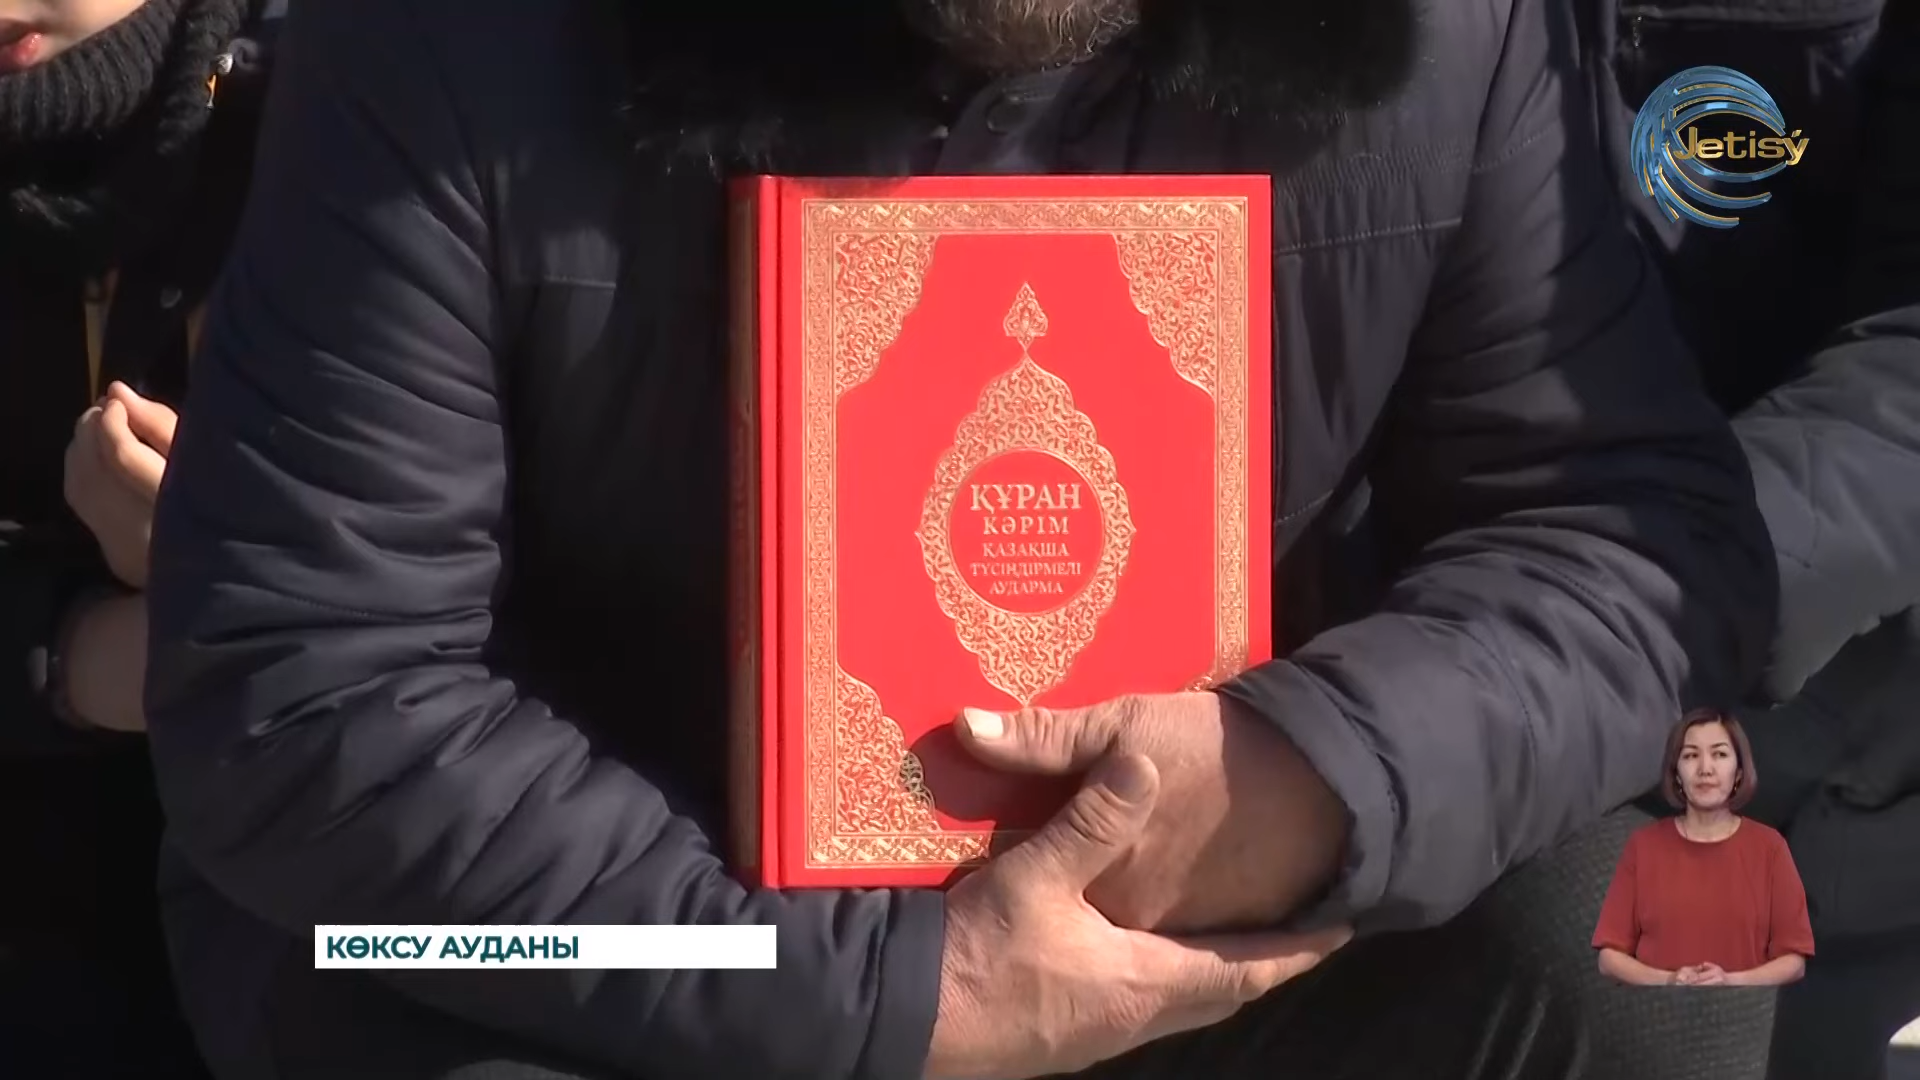 Jetisý
ҚҰРАН
КӘРІМ
ҚАЗАҚША
ТҮСІНДІРМЕЛІ
АУДАРМА
КӨКСУ АУДАНЫ